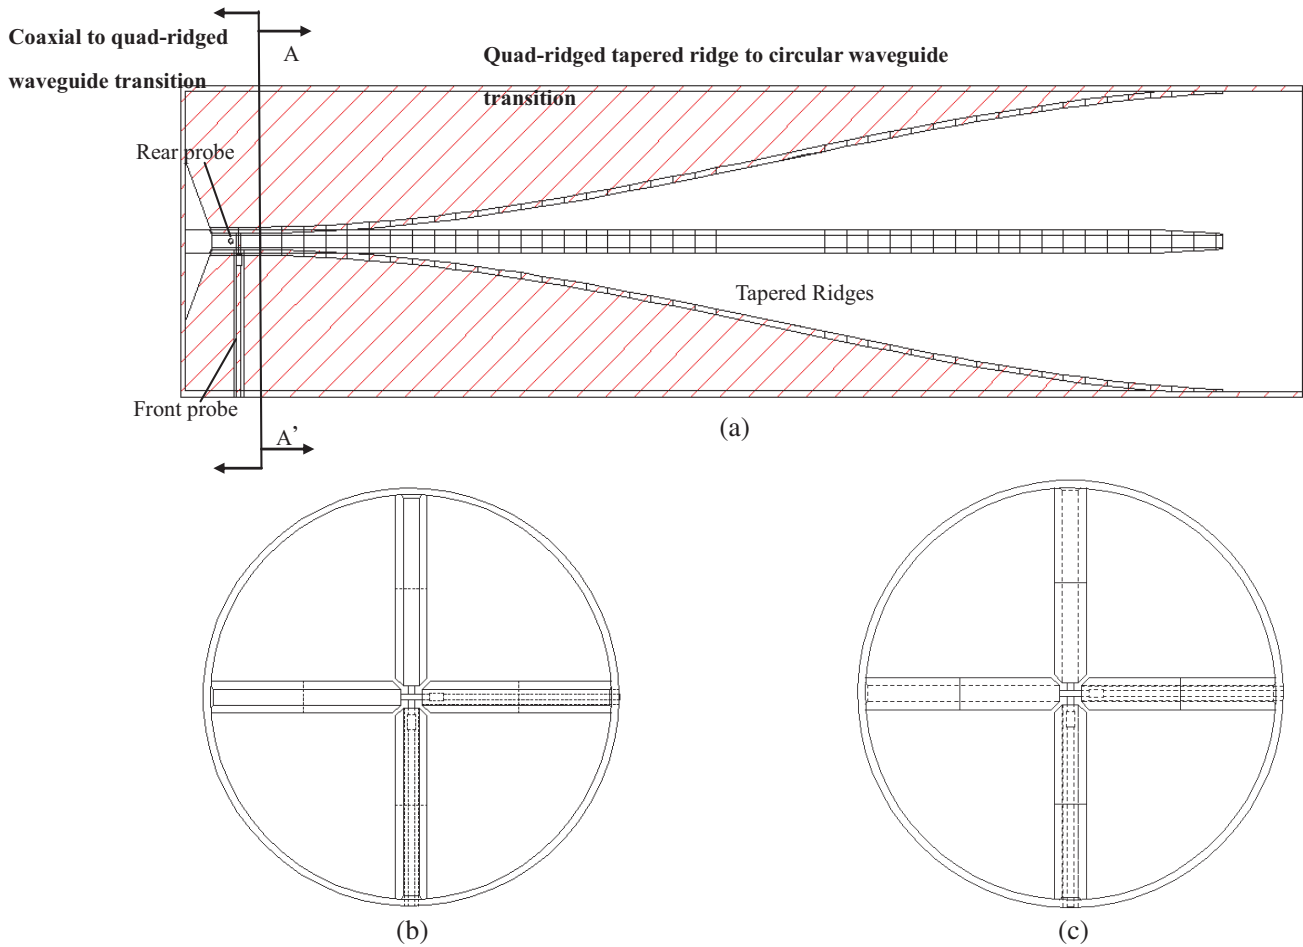 Coaxial to quad-ridged
waveguide transition
A
Quad-ridged tapered ridge to circular waveguide
transition
Rear probe
Tapered Ridges
Front probe
A’
(a)
(b)
(c)